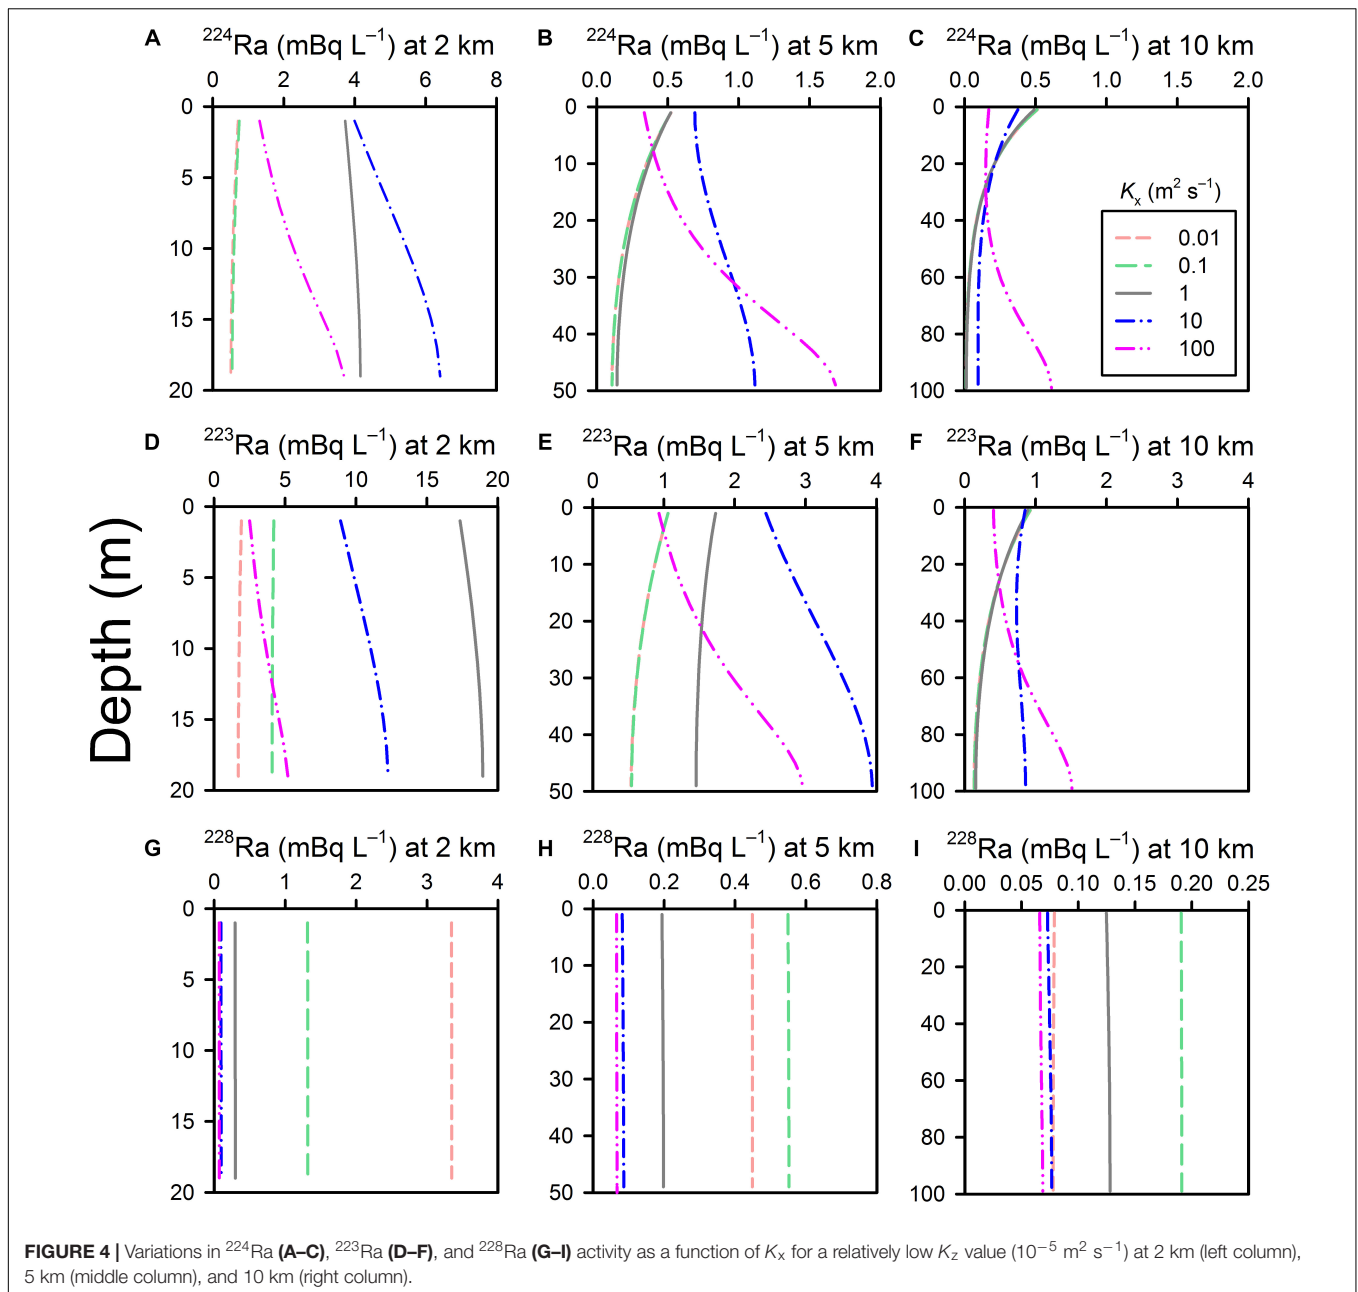 A ²²⁴Ra (mBq L⁻¹) at 2 km
0 2 4 6 8
0
5
10
15
20
B ²²⁴Ra (mBq L⁻¹) at 5 km
0.0 0.5 1.0 1.5 2.0
0
10
20
30
40
50
C ²²⁴Ra (mBq L⁻¹) at 10 km
0.0 0.5 1.0 1.5 2.0
0
20
40
60
80
100
Kₓ (m² s⁻¹)
0.01
0.1
1
10
100
Depth (m)
D ²²³Ra (mBq L⁻¹) at 2 km
0 5 10 15 20
0
5
10
15
20
E ²²³Ra (mBq L⁻¹) at 5 km
0 1 2 3 4
0
10
20
30
40
50
F ²²³Ra (mBq L⁻¹) at 10 km
0 1 2 3 4
0
20
40
60
80
100
G ²²⁸Ra (mBq L⁻¹) at 2 km
0 1 2 3 4
0
5
10
15
20
H ²²⁸Ra (mBq L⁻¹) at 5 km
0.0 0.2 0.4 0.6 0.8
0
10
20
30
40
50
I ²²⁸Ra (mBq L⁻¹) at 10 km
0.00 0.05 0.10 0.15 0.20 0.25
0
20
40
60
80
100
FIGURE 4 | Variations in ²²⁴Ra (A–C), ²²³Ra (D–F), and ²²⁸Ra (G–I) activity as a function of Kₓ for a relatively low K_z value (10⁻⁵ m² s⁻¹) at 2 km (left column),
5 km (middle column), and 10 km (right column).